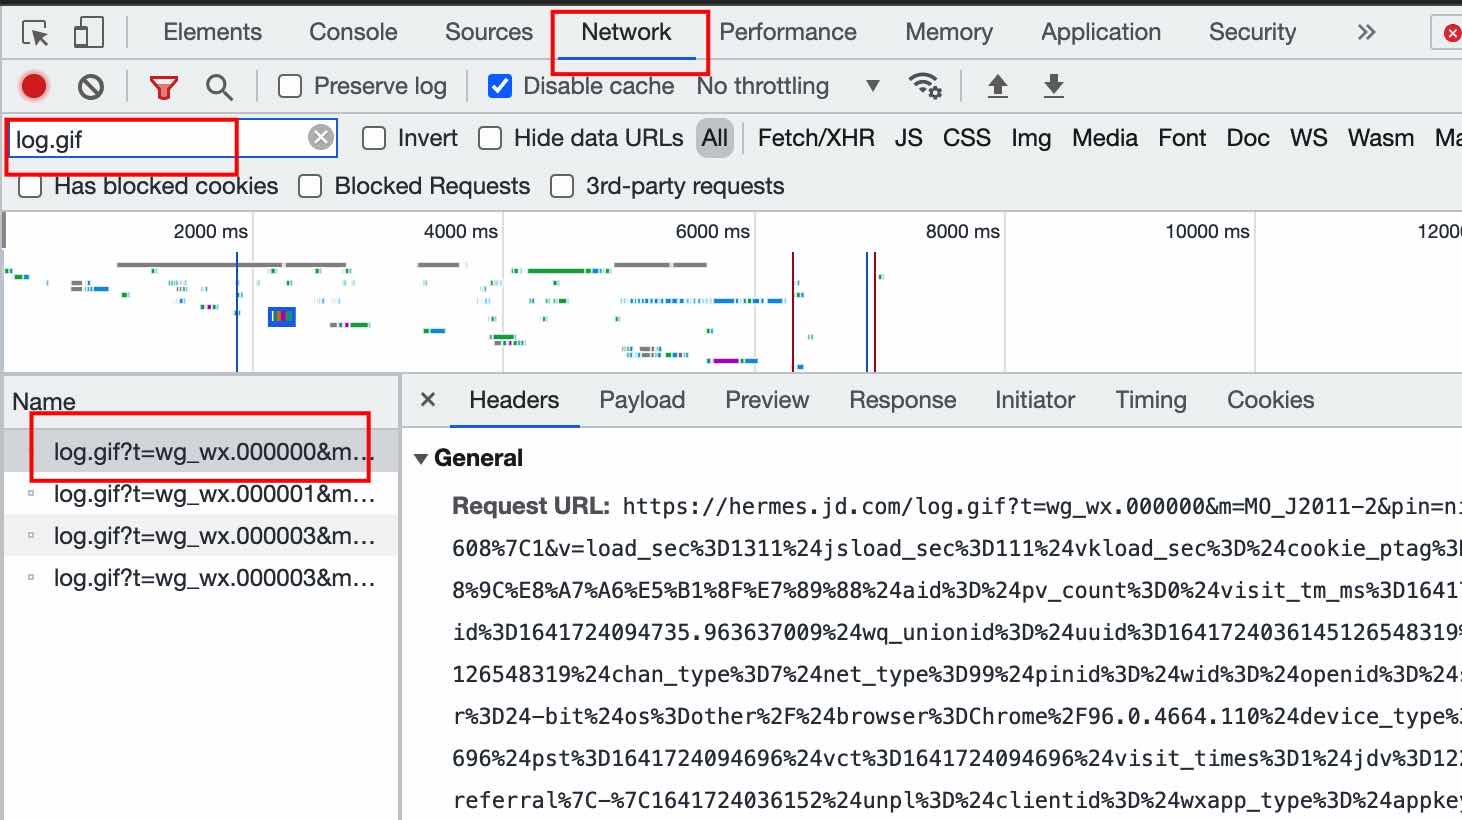 Elements Console Sources Network Performance Memory Application Security
Preserve log Disable cache No throttling
log.gif Invert Hide data URLs All Fetch/XHR JS CSS Img Media Font Doc WS Wasm Ma
Has blocked cookies Blocked Requests 3rd-party requests
2000 ms 4000 ms 6000 ms 8000 ms 10000 ms 1200
Name
log.gif?t=wg_wx.000000&m...
log.gif?t=wg_wx.000001&m...
log.gif?t=wg_wx.000003&m...
log.gif?t=wg_wx.000003&m...
Headers Payload Preview Response Initiator Timing Cookies
General
Request URL: https://hermes.jd.com/log.gif?t=wg_wx.000000&m=MO_J2011-2&pin=ni
608%7C1&v=load_sec%3D1311%24jsload_sec%3D111%24vkload_sec%3D%24cookie_ptag%3
8%9C%E8%A7%A6%E5%B1%8F%E7%89%88%24aid%3D%24pv_count%3D0%24visit_tm_ms%3D1641
id%3D1641724094735.963637009%24wq_unionid%3D%24uuid%3D1641724036145126548319%
126548319%24chan_type%3D7%24net_type%3D99%24pinid%3D%24wid%3D%24openid%3D%24
r%3D24-bit%24os%3Dother%2F%24browser%3DChrome%2F96.0.4664.110%24device_type%
696%24pst%3D1641724094696%24vct%3D1641724094696%24visit_times%3D1%24jdv%3D12
referral%7C-%7C1641724036152%24unpl%3D%24clientid%3D%24wxapp_type%3D%24appkey